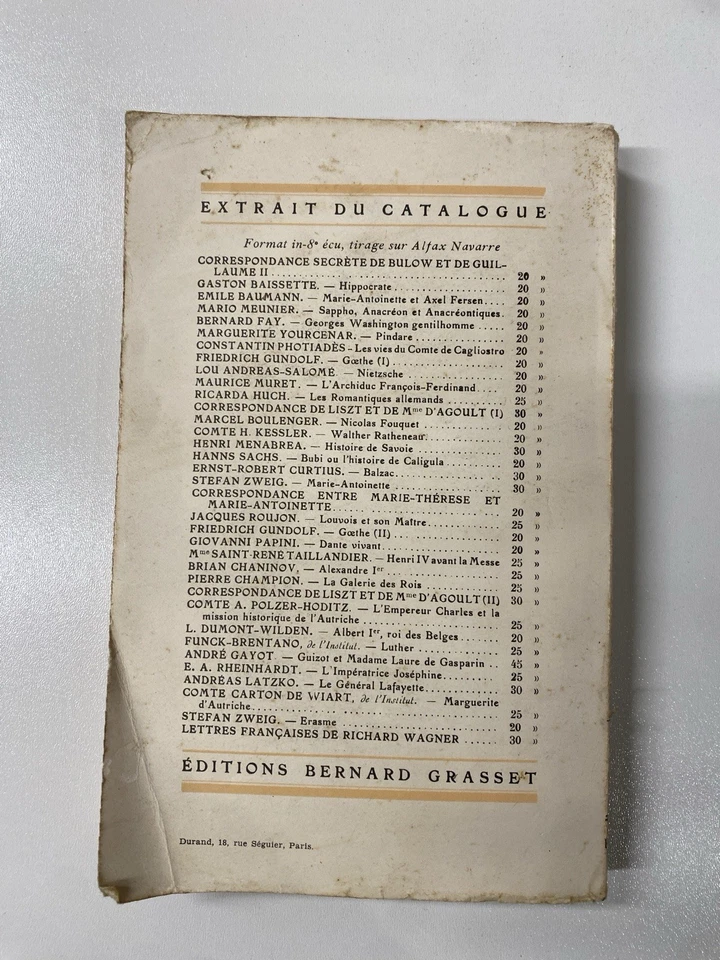 EXTRAIT DU CATALOGUE
Format in-8° écu, tirage sur Alfax Navarre
CORRESPONDANCE SECRÈTE DE BULOW ET DE GUIL-
LAUME II .......... 20 »
GASTON BAISSETTE. — Hippocrate .......... 20 »
EMILE BAUMANN. — Marie-Antoinette et Axel Fersen.... 20 »
MARIO MEUNIER. — Sappho, Anacréon et Anacréontiques. 20 »
BERNARD FAY. — Georges Washington gentilhomme ..... 20 »
MARGUERITE YOURCENAR. — Pindare .......... 20 »
CONSTANTIN PHOTIADÈS - Les vies du Comte de Cagliostro 20 »
FRIEDRICH GUNDOLF. — Gœthe (I) .......... 20 »
LOU ANDREAS-SALOMÉ. — Nietzsche .......... 20 »
MAURICE MURET. — L'Archiduc François-Ferdinand.... 20 »
RICARDA HUCH. — Les Romantiques allemands .......... 25 »
CORRESPONDANCE DE LISZT ET DE Mme D'AGOULT (I) 30 »
MARCEL BOULENGER. — Nicolas Fouquet .......... 20 »
COMTE H. KESSLER. — Walther Ratheneau. .......... 20 »
HENRI MENABREA. — Histoire de Savoie .......... 30 »
HANNS SACHS. — Bubi ou l'histoire de Caligula .......... 20 »
ERNST-ROBERT CURTIUS. — Balzac.......... 30 »
STEFAN ZWEIG. — Marie-Antoinette .......... 30 »
CORRESPONDANCE ENTRE MARIE-THÉRESE ET
MARIE-ANTOINETTE.......... 20 »
JACQUES ROUJON. — Louvois et son Maître.......... 25 »
FRIEDRICH GUNDOLF. — Gœthe (II) .......... 20 »
GIOVANNI PAPINI. — Dante vivant.......... 20 »
Mme SAINT-RENÉ TAILLANDIER. — Henri IV avant la Messe 25 »
BRIAN CHANINOV, — Alexandre Ier .......... 25 »
PIERRE CHAMPION. — La Galerie des Rois .......... 25 »
CORRESPONDANCE DE LISZT ET DE Mme D'AGOULT (II) 30 »
COMTE A. POLZER-HODITZ. — L'Empereur Charles et la
mission historique de l'Autriche .......... 25 »
L. DUMONT-WILDEN. — Albert Ier, roi des Belges....... 20 »
FUNCK-BRENTANO, de l'Institut. — Luther .......... 25 »
ANDRÉ GAYOT. — Guizot et Madame Laure de Gasparin .. 45 »
E. A. RHEINHARDT. — L'Impératrice Joséphine.......... 25 »
ANDRÉAS LATZKO. — Le Général Lafayette.......... 30 »
COMTE CARTON DE WIART, de l'Institut. — Marguerite
d'Autriche.......... 25 »
STEFAN ZWEIG. — Erasme .......... 20 »
LETTRES FRANÇAISES DE RICHARD WAGNER ...... 30 »
ÉDITIONS BERNARD GRASSET
Durand, 18, rue Séguier, Paris.